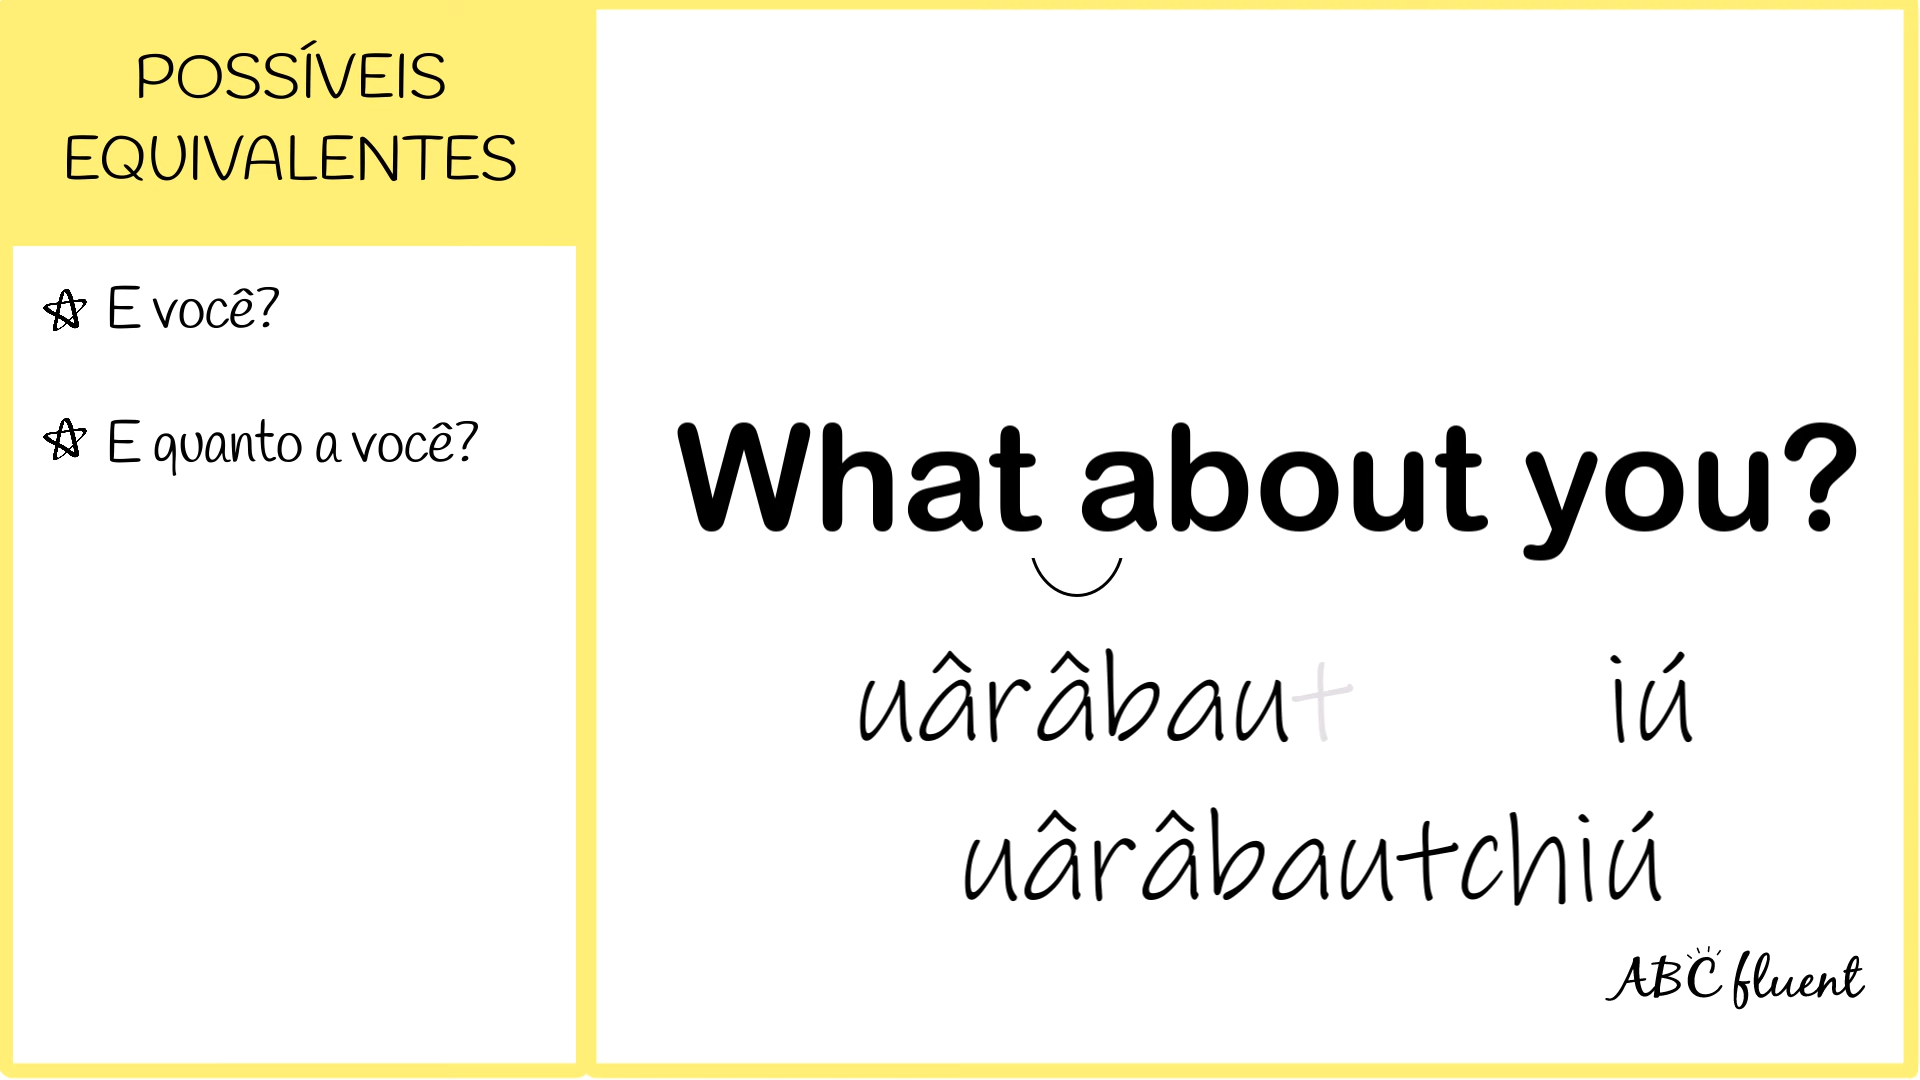 POSSÍVEIS
EQUIVALENTES
E você?
E quanto a você?
What about you?
uârâbaut iú
uârâbautchiú
ABC fluent